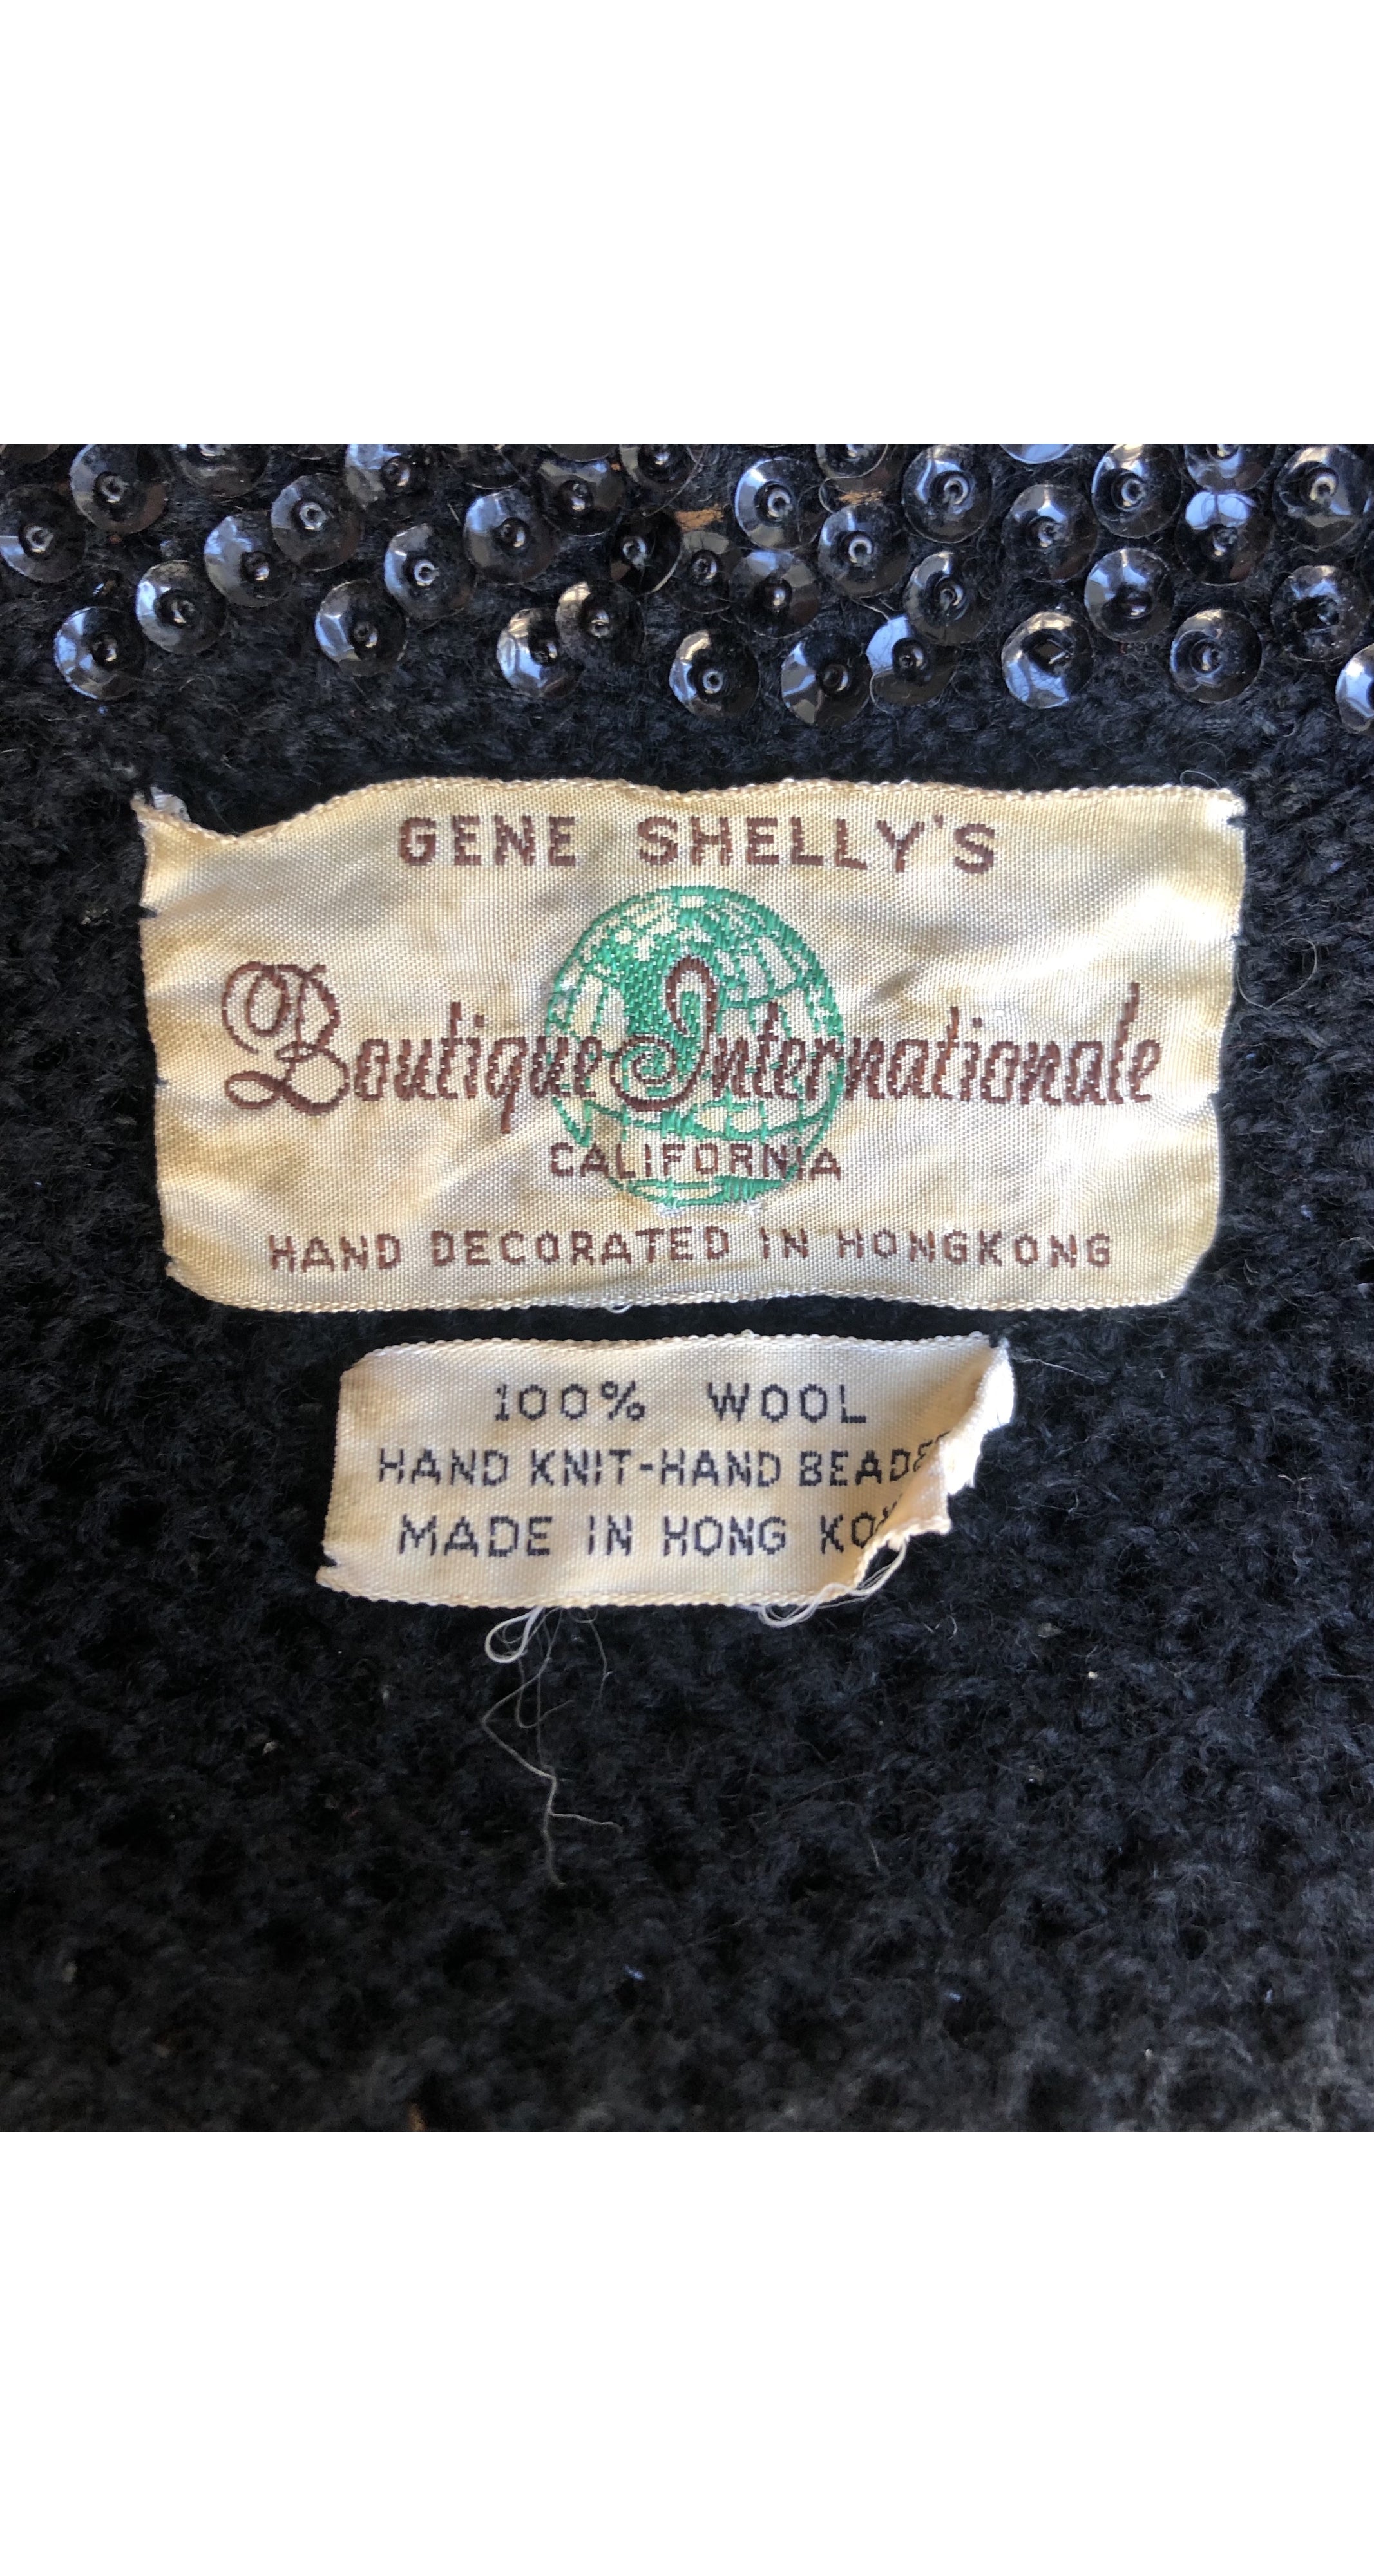 GENE SHELLY'S
Boutique Internationale
CALIFORNIA
HAND DECORATED IN HONGKONG
100% WOOL
HAND KNIT-HAND BEADE
MADE IN HONG KO